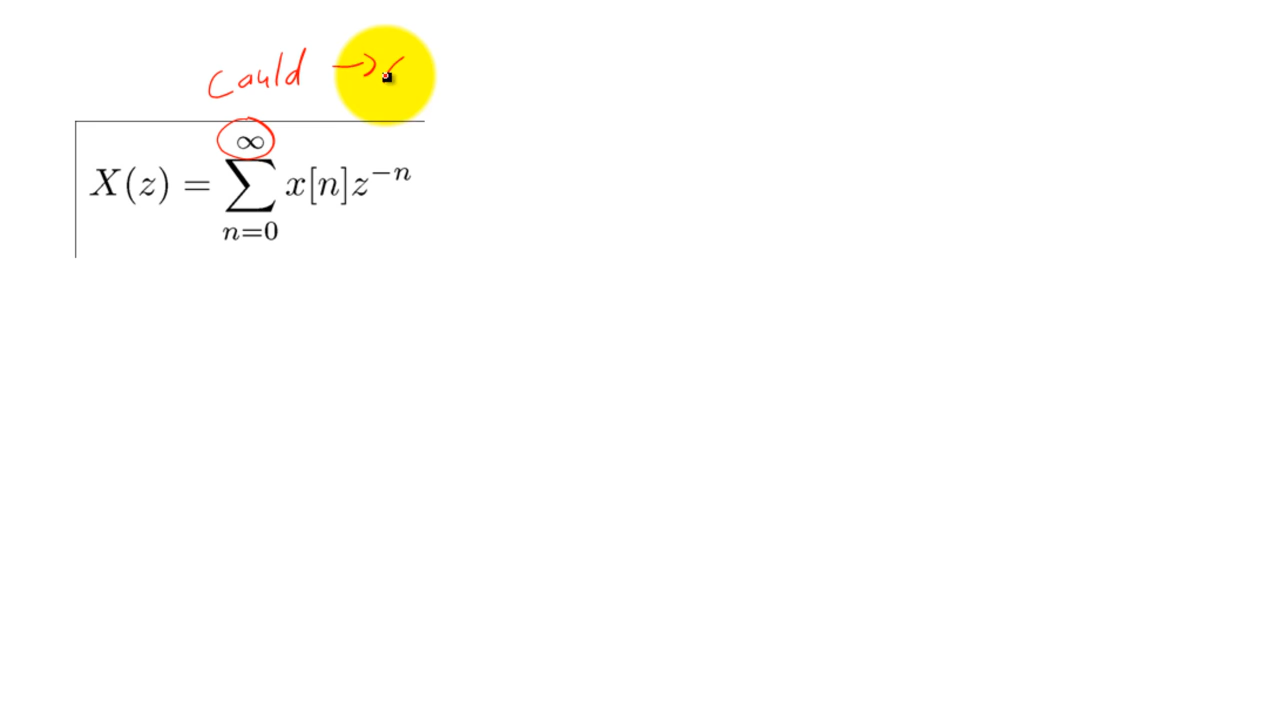 could →
∞
X(z) = ∑ x[n]z⁻ⁿ
n=0